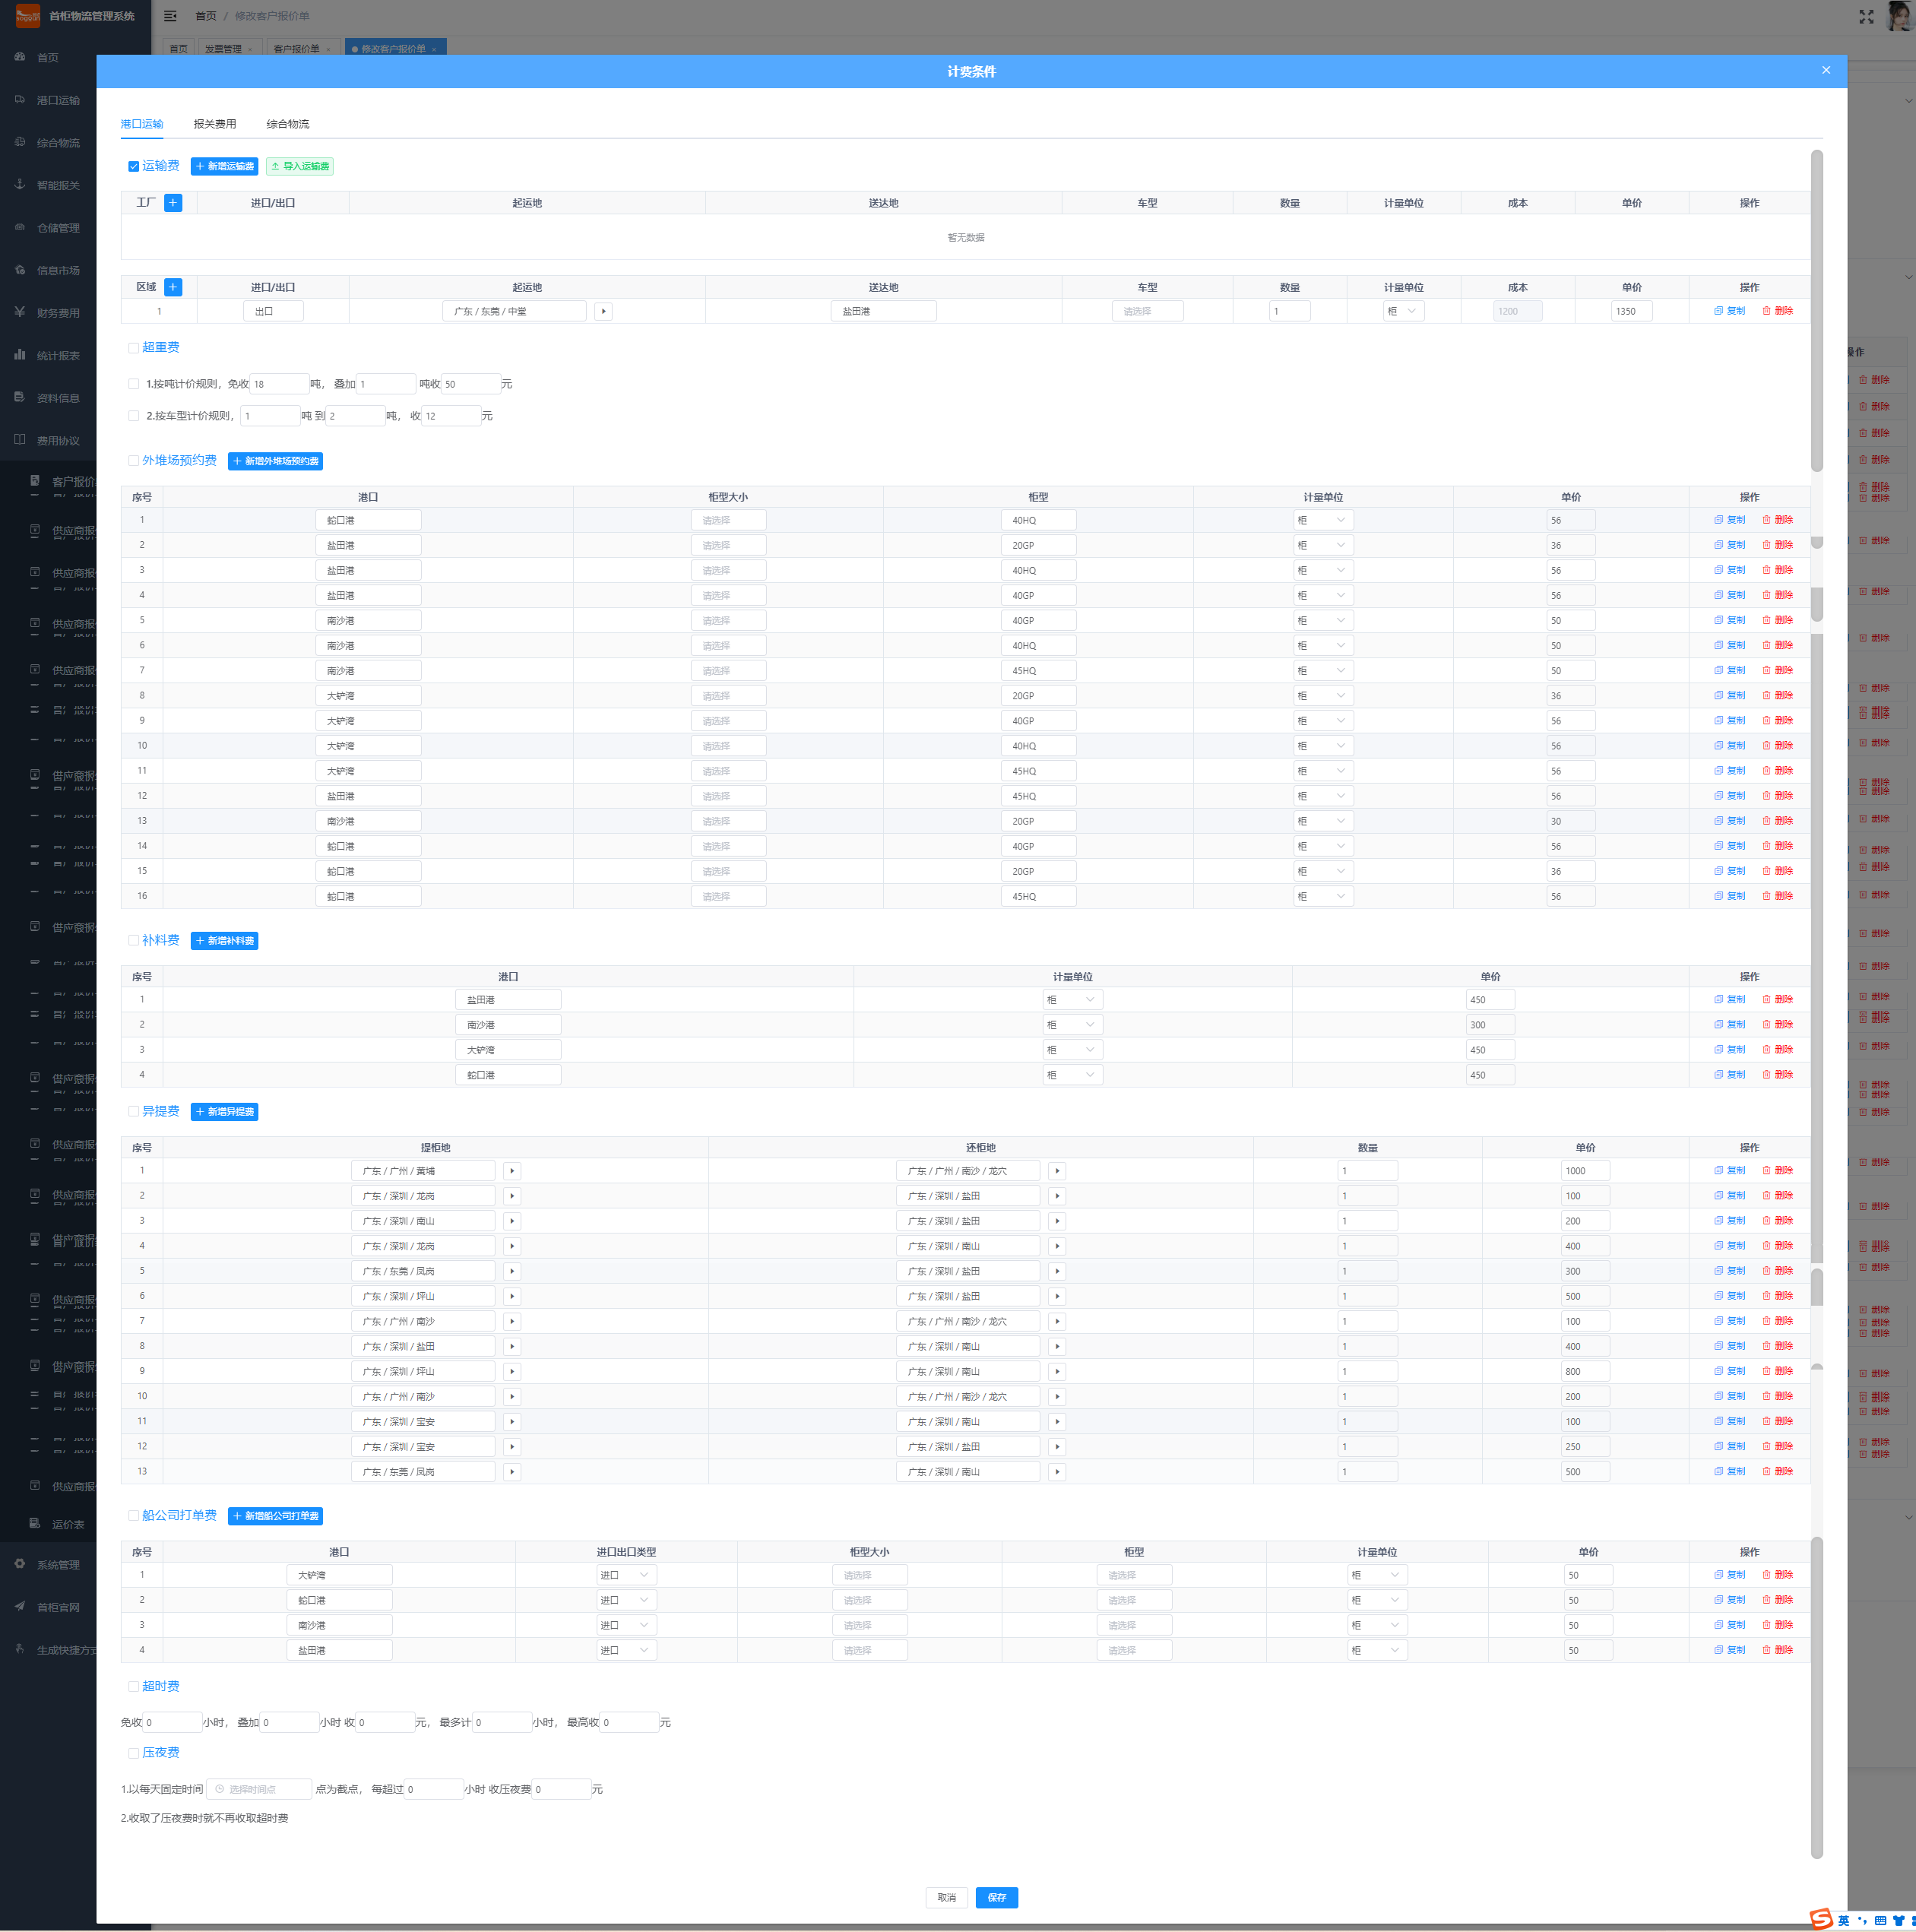 首柜物流管理系统
首页 / 修改客户报价单
首页 发票管理 × 客户报价单 × 修改客户报价单 ×
首页
港口运输
综合物流
智能报关
仓储管理
信息市场
财务费用
统计报表
资料信息
费用协议
客户报价
运价表
系统管理
首柜官网
生成快捷方式
计费条件
港口运输 报关费用 综合物流
运输费 + 新增运输费 导入运输费
工厂 + 进口/出口 起运地 送达地 车型 数量 计量单位 成本 单价 操作
暂无数据
区域 + 进口/出口 起运地 送达地 车型 数量 计量单位 成本 单价 操作
1 出口 广东 / 东莞 / 中堂 盐田港 请选择 1 柜 1200 1350 复制 删除
超重费
1.按吨计价规则，免收 18 吨， 叠加 1 吨收 50 元
2.按车型计价规则， 1 吨 到 2 吨， 收 12 元
外堆场预约费 + 新增外堆场预约费
序号 港口 柜型大小 柜型 计量单位 单价 操作
1 蛇口港 请选择 40HQ 柜 56 复制 删除
2 盐田港 请选择 20GP 柜 36 复制 删除
3 盐田港 请选择 40HQ 柜 56 复制 删除
4 盐田港 请选择 40GP 柜 56 复制 删除
5 南沙港 请选择 40GP 柜 50 复制 删除
6 南沙港 请选择 40HQ 柜 50 复制 删除
7 南沙港 请选择 45HQ 柜 50 复制 删除
8 大铲湾 请选择 20GP 柜 36 复制 删除
9 大铲湾 请选择 40GP 柜 56 复制 删除
10 大铲湾 请选择 40HQ 柜 56 复制 删除
11 大铲湾 请选择 45HQ 柜 56 复制 删除
12 盐田港 请选择 45HQ 柜 56 复制 删除
13 南沙港 请选择 20GP 柜 30 复制 删除
14 蛇口港 请选择 40GP 柜 56 复制 删除
15 蛇口港 请选择 20GP 柜 36 复制 删除
16 蛇口港 请选择 45HQ 柜 56 复制 删除
补料费 + 新增补料费
序号 港口 计量单位 单价 操作
1 盐田港 柜 450 复制 删除
2 南沙港 柜 300 复制 删除
3 大铲湾 柜 450 复制 删除
4 蛇口港 柜 450 复制 删除
异提费 + 新增异提费
序号 提柜地 还柜地 数量 单价 操作
1 广东 / 广州 / 黄埔 广东 / 广州 / 南沙 / 龙穴 1 1000 复制 删除
2 广东 / 深圳 / 龙岗 广东 / 深圳 / 盐田 1 100 复制 删除
3 广东 / 深圳 / 南山 广东 / 深圳 / 盐田 1 200 复制 删除
4 广东 / 深圳 / 龙岗 广东 / 深圳 / 南山 1 400 复制 删除
5 广东 / 东莞 / 凤岗 广东 / 深圳 / 盐田 1 300 复制 删除
6 广东 / 深圳 / 坪山 广东 / 深圳 / 盐田 1 500 复制 删除
7 广东 / 广州 / 南沙 广东 / 广州 / 南沙 / 龙穴 1 100 复制 删除
8 广东 / 深圳 / 盐田 广东 / 深圳 / 南山 1 400 复制 删除
9 广东 / 深圳 / 坪山 广东 / 深圳 / 南山 1 800 复制 删除
10 广东 / 广州 / 南沙 广东 / 广州 / 南沙 / 龙穴 1 200 复制 删除
11 广东 / 深圳 / 宝安 广东 / 深圳 / 南山 1 100 复制 删除
12 广东 / 深圳 / 宝安 广东 / 深圳 / 盐田 1 250 复制 删除
13 广东 / 东莞 / 凤岗 广东 / 深圳 / 南山 1 500 复制 删除
船公司打单费 + 新增船公司打单费
序号 港口 进口出口类型 柜型大小 柜型 计量单位 单价 操作
1 大铲湾 进口 请选择 请选择 柜 50 复制 删除
2 蛇口港 进口 请选择 请选择 柜 50 复制 删除
3 南沙港 进口 请选择 请选择 柜 50 复制 删除
4 盐田港 进口 请选择 请选择 柜 50 复制 删除
超时费
免收 0 小时， 叠加 0 小时 收 0 元， 最多计 0 小时， 最高收 0 元
压夜费
1.以每天固定时间 选择时间点 点为截点， 每超过 0 小时 收压夜费 0 元
2.收取了压夜费时就不再收取超时费
取消 保存
英